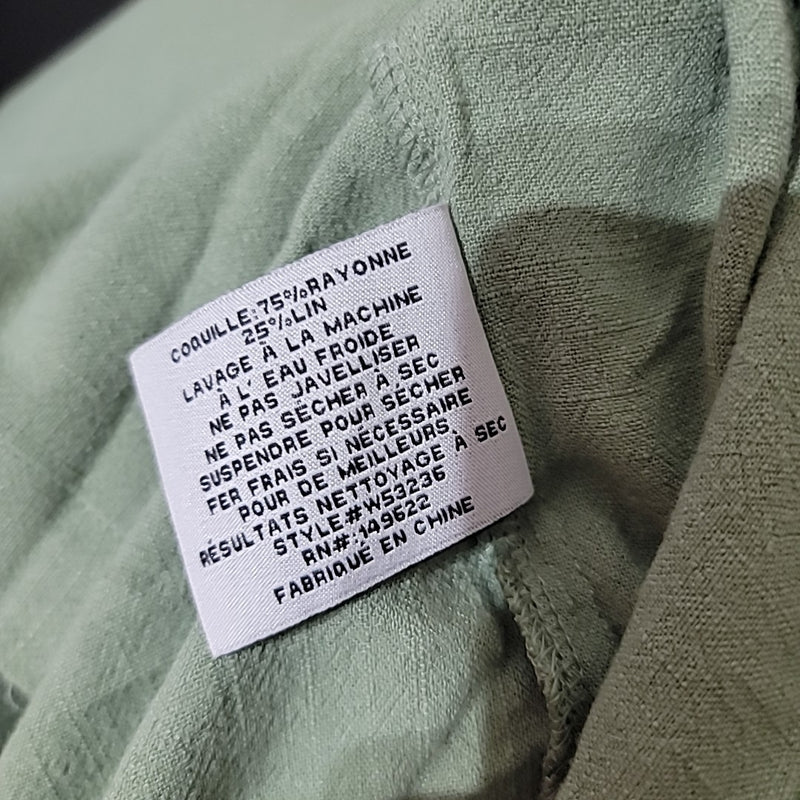 COQUILLE:75%RAYONNE
25%LIN
LAVAGE À LA MACHINE
À L' EAU FROIDE
NE PAS JAVELLISER
NE PAS SÉCHER À SEC
SUSPENDRE POUR SÉCHER
FER FRAIS SI NÉCESSAIRE
POUR DE MEILLEURS
RÉSULTATS NETTOYAGE À SEC
STYLE#W53236
RN#:149622
FABRIQUÉ EN CHINE